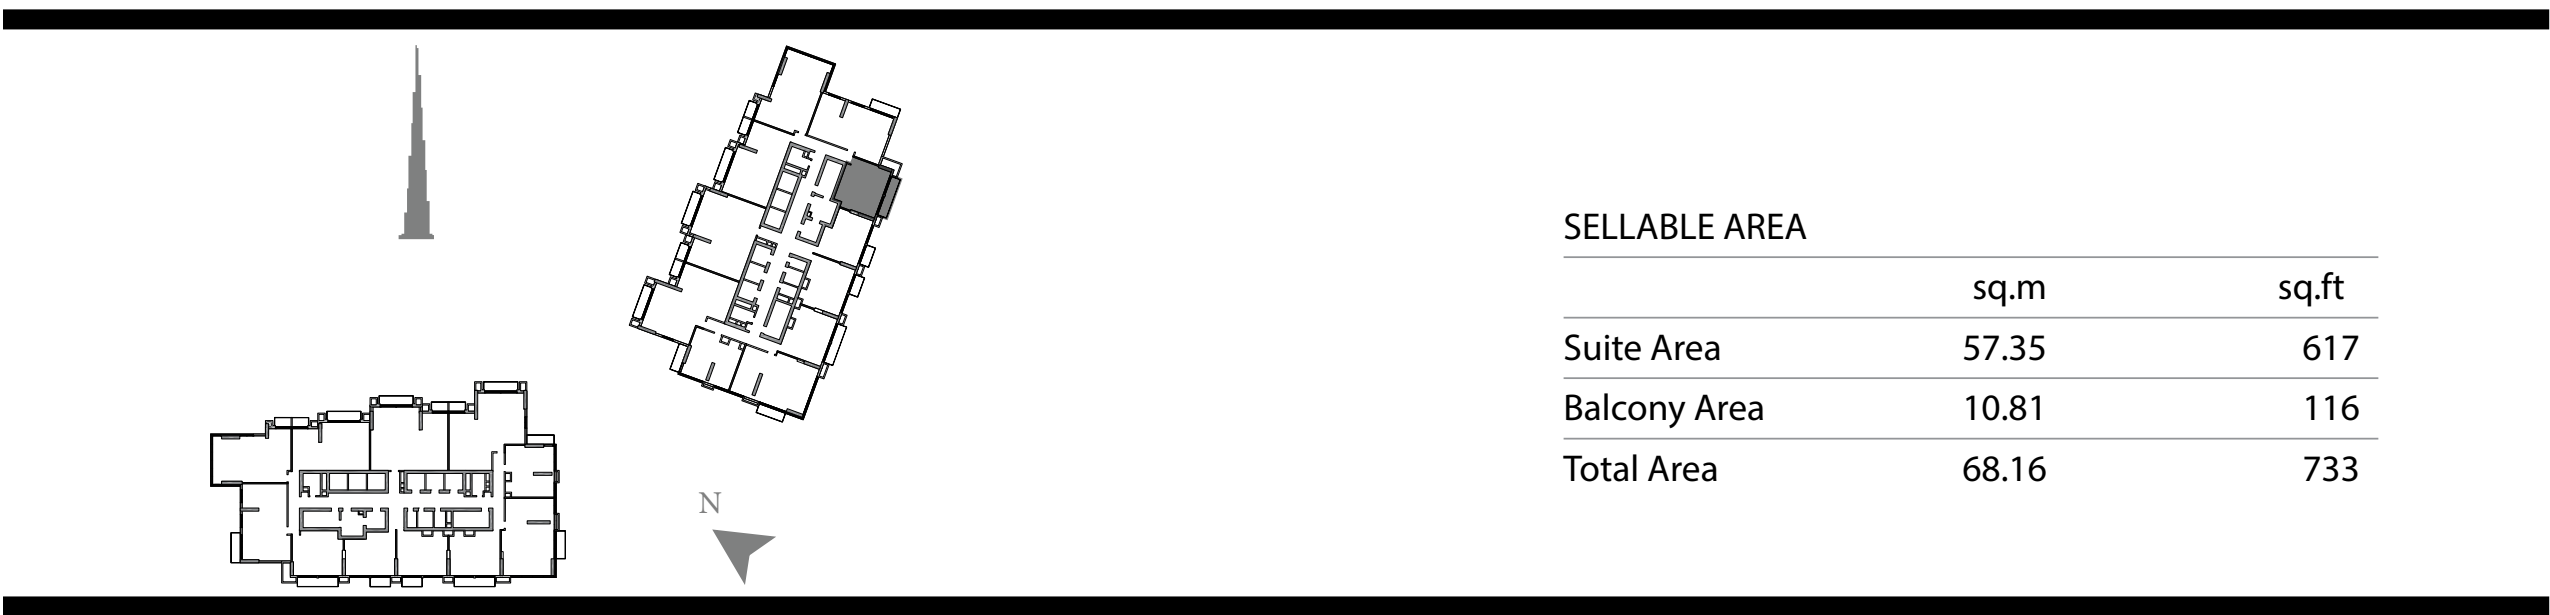 SELLABLE AREA
sq.m sq.ft
Suite Area 57.35 617
Balcony Area 10.81 116
Total Area 68.16 733
N